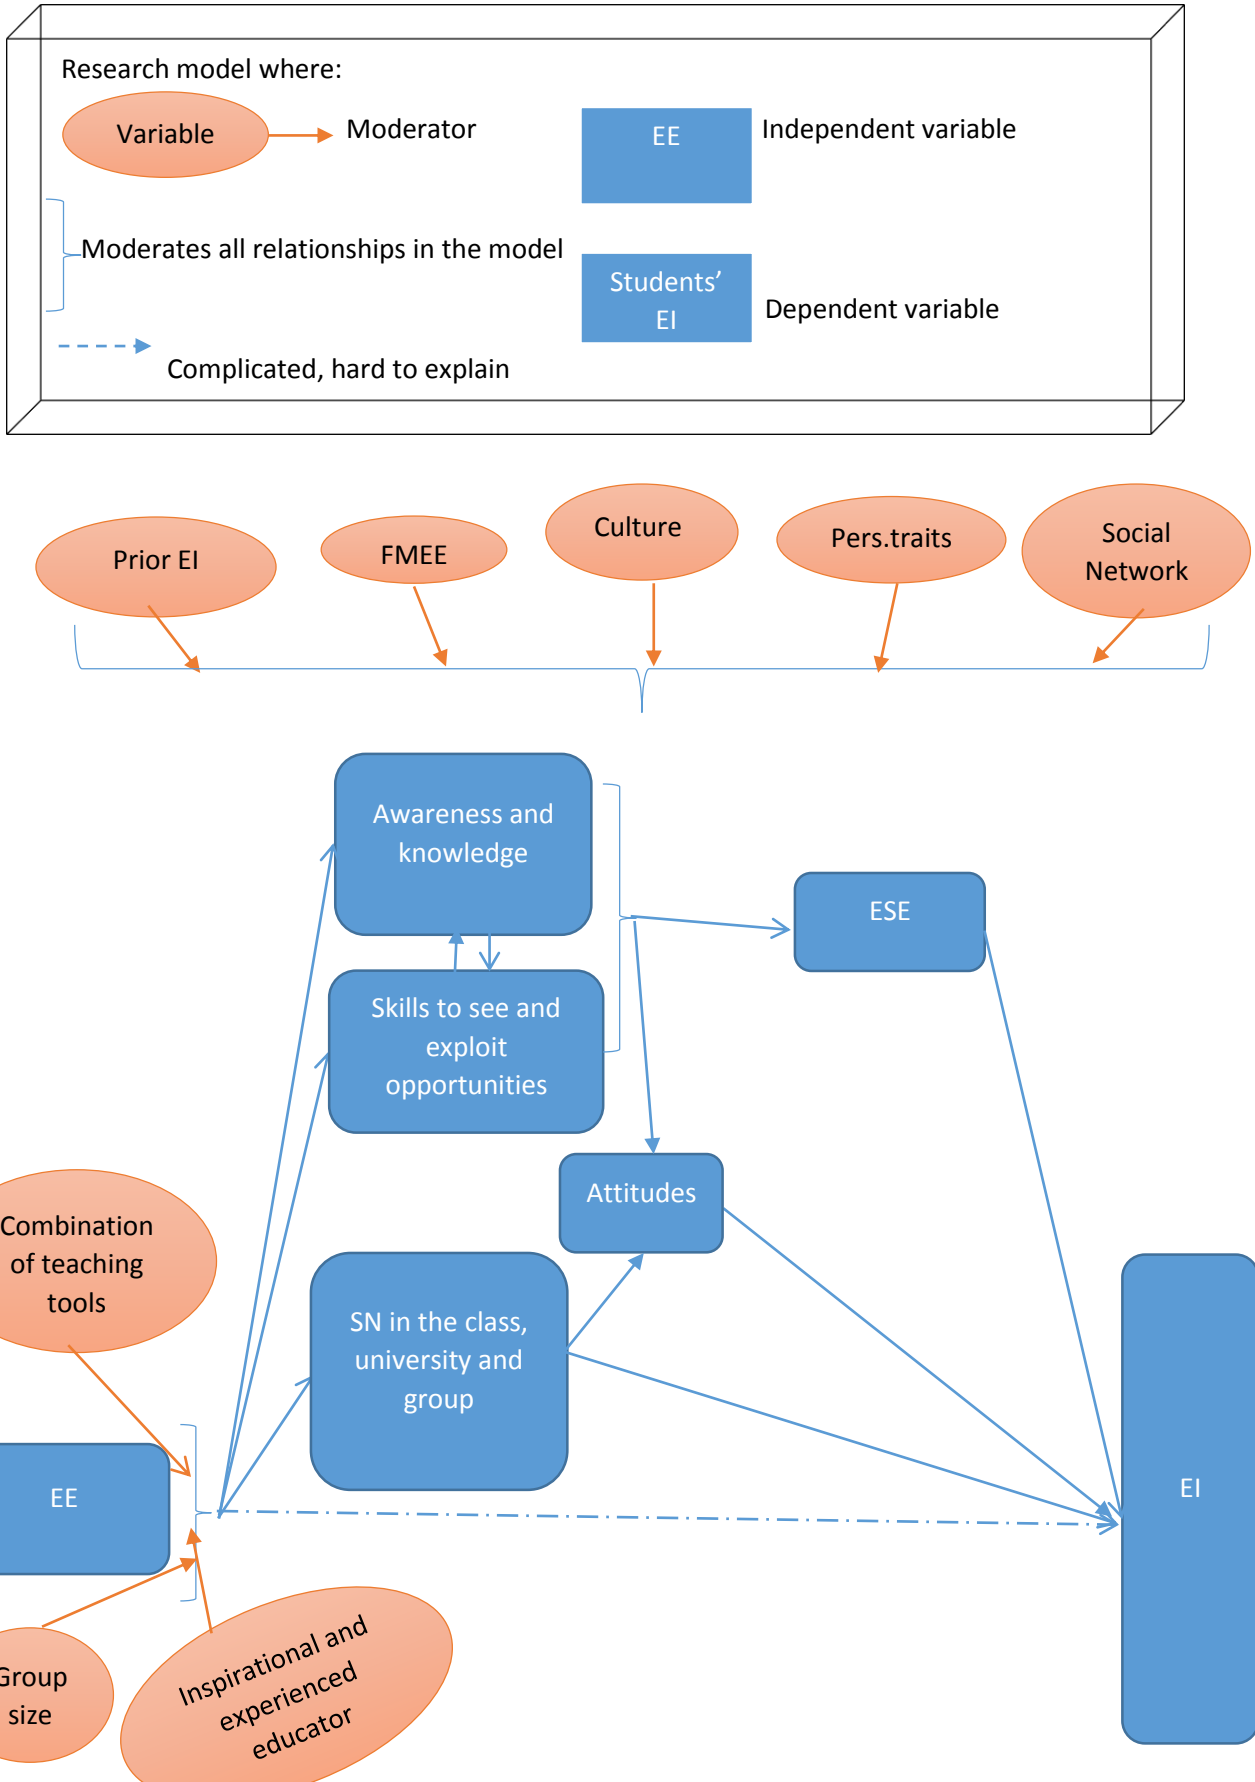 Research model where:
Variable
Moderator
EE
Independent variable
Moderates all relationships in the model
Students’
EI
Dependent variable
Complicated, hard to explain
Prior EI
FMEE
Culture
Pers.traits
Social
Network
Awareness and
knowledge
ESE
Skills to see and
exploit
opportunities
Attitudes
Combination
of teaching
tools
SN in the class,
university and
group
EE
EI
Group
size
Inspirational and
experienced
educator